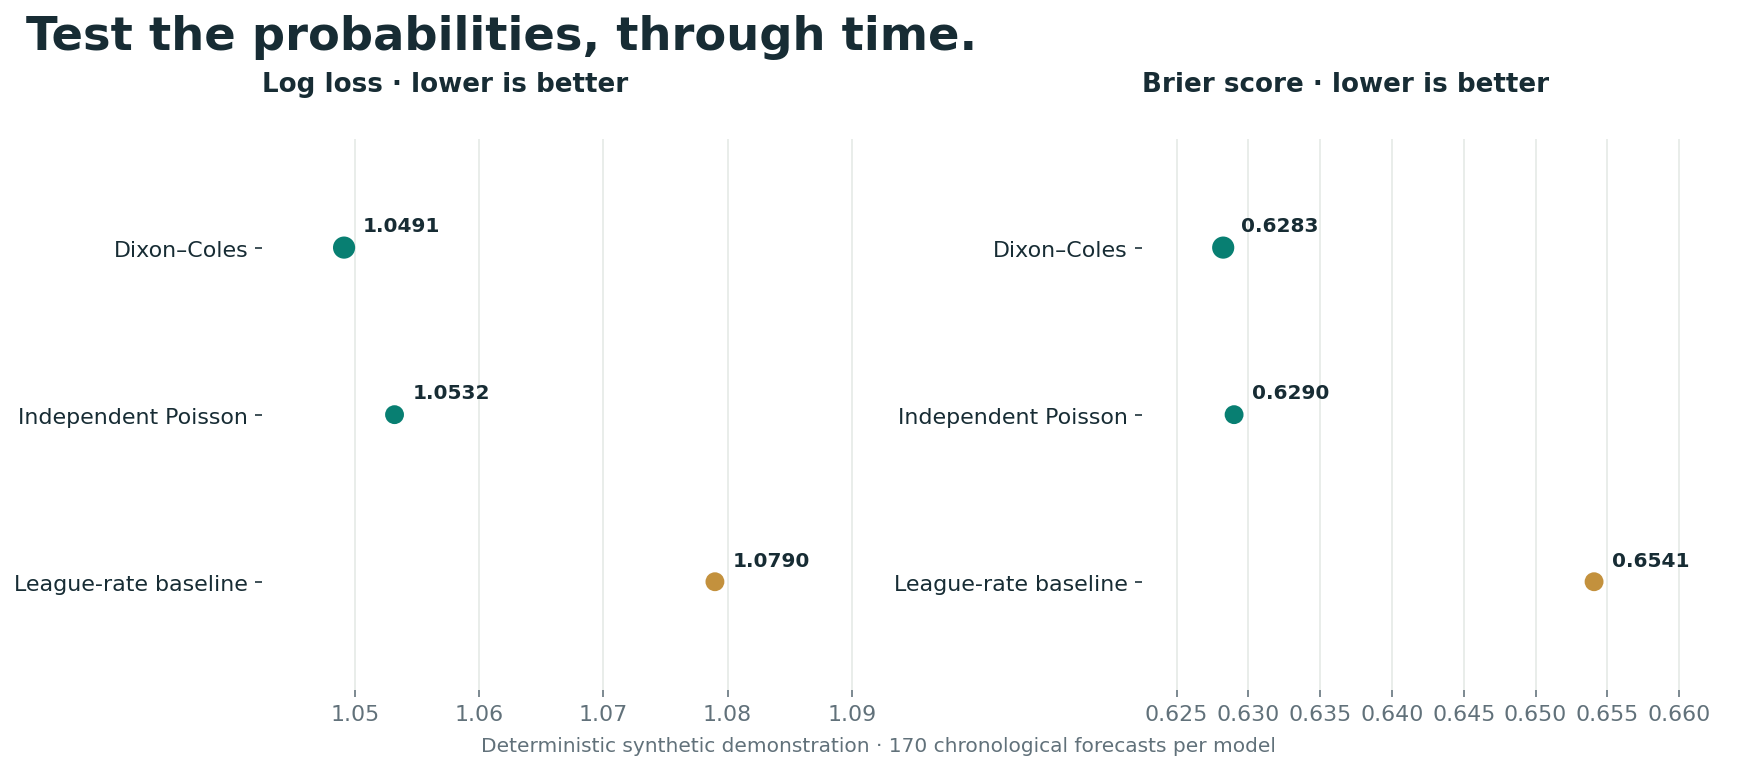 Test the probabilities, through time.
Log loss · lower is better
1.0491
Dixon–Coles
1.0532
Independent Poisson
1.0790
League-rate baseline
1.05 1.06 1.07 1.08 1.09
Brier score · lower is better
0.6283
Dixon–Coles
0.6290
Independent Poisson
0.6541
League-rate baseline
0.625 0.630 0.635 0.640 0.645 0.650 0.655 0.660
Deterministic synthetic demonstration · 170 chronological forecasts per model